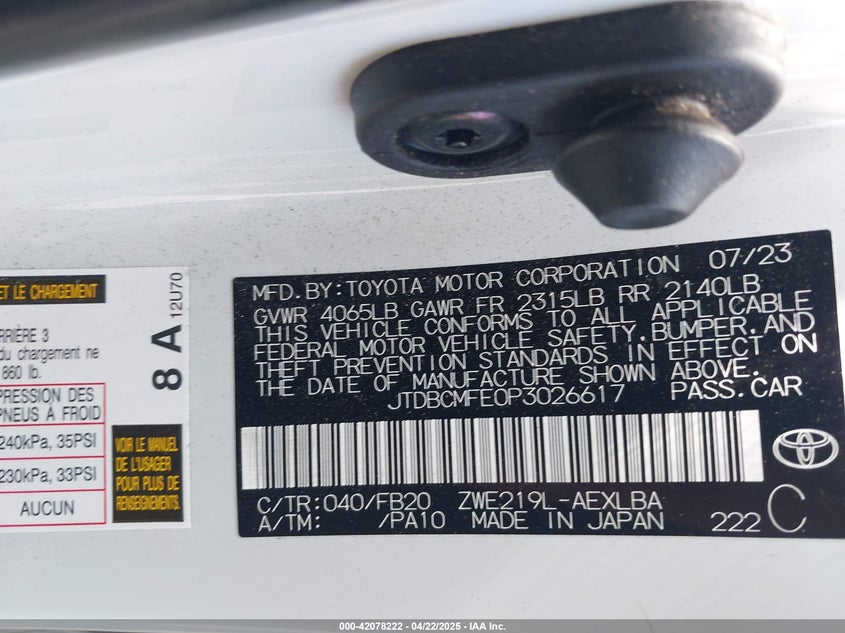 ET LE CHARGEMENT
RRIÈRE 3
du chargement ne
860 lb.
PRESSION DES
PNEUS À FROID
240kPa, 35PSI
230kPa, 33PSI
AUCUN
8 A
12U70
VOIR LE MANUEL
DE L'USAGER
POUR PLUS DE
RENSEIGNEMENTS
MFD.BY:TOYOTA MOTOR CORPORATION 07/23
GVWR 4065LB GAWR FR 2315LB RR 2140LB
THIS VEHICLE CONFORMS TO ALL APPLICABLE
FEDERAL MOTOR VEHICLE SAFETY,BUMPER,AND
THEFT PREVENTION STANDARDS IN EFFECT ON
THE DATE OF MANUFACTURE SHOWN ABOVE.
JTDBCMFE0P3026617 PASS.CAR
C/TR:040/FB20 ZWE219L-AEXLBA
A/TM: /PA10 MADE IN JAPAN 222 C
000-42078222 - 04/22/2025 - IAA Inc.